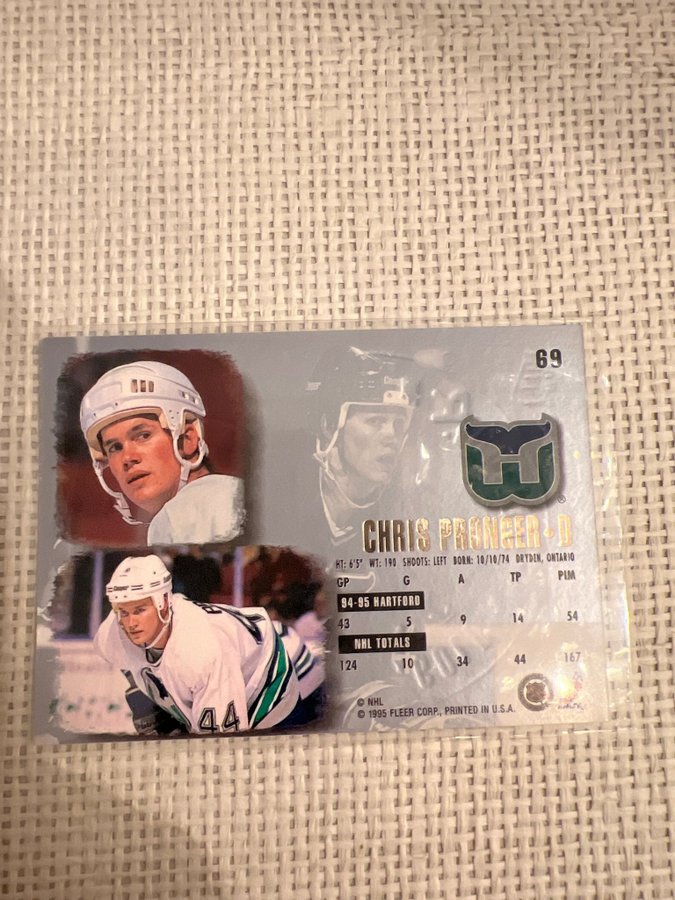 69
®
CHRIS PRONGER • D
HT: 6'5" WT: 190 SHOOTS: LEFT BORN: 10/10/74 DRYDEN, ONTARIO
GP G A TP PIM
94-95 HARTFORD
43 5 9 14 54
NHL TOTALS
124 10 34 44 167
© NHL
© 1995 FLEER CORP., PRINTED IN U.S.A.
44
44